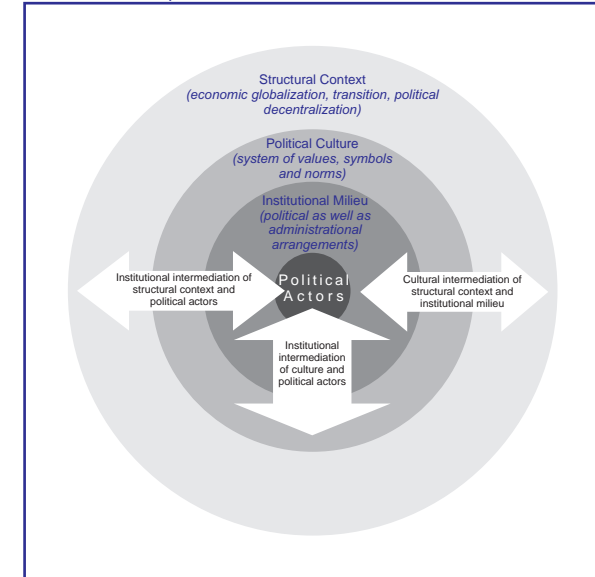 Structural Context
(economic globalization, transition, political
decentralization)
Political Culture
(system of values, symbols
and norms)
Institutional Milieu
(political as well as
administrational
arrangements)
Political
Actors
Institutional intermediation of
structural context and
political actors
Cultural intermediation of
structural context and
institutional milieu
Institutional
intermediation
of culture and
political actors